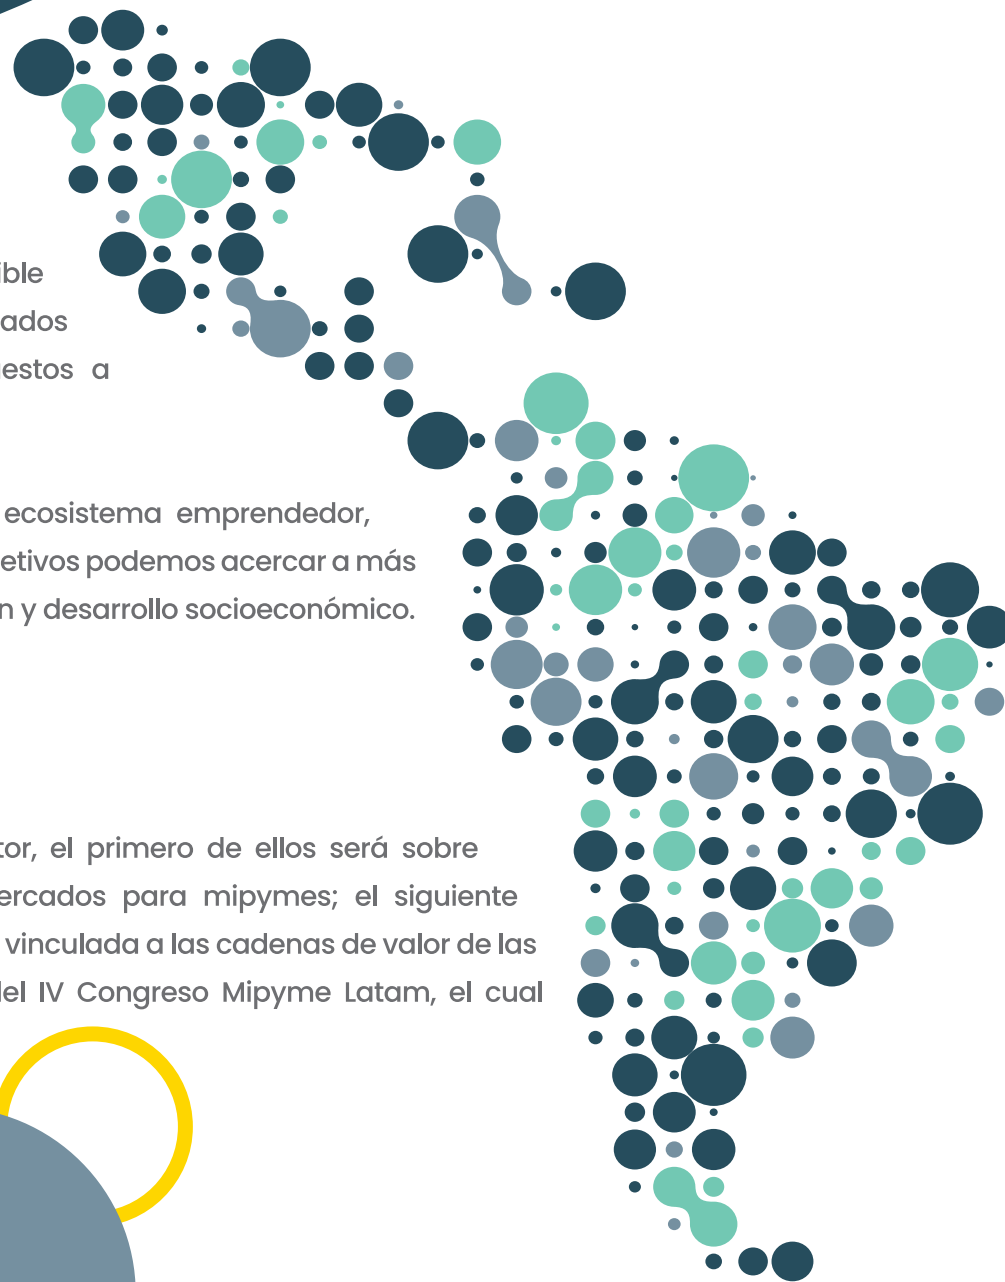 ible
ados
estos a
ecosistema emprendedor,
etivos podemos acercar a más
n y desarrollo socioeconómico.
tor, el primero de ellos será sobre
ercados para mipymes; el siguiente
vinculada a las cadenas de valor de las
del IV Congreso Mipyme Latam, el cual